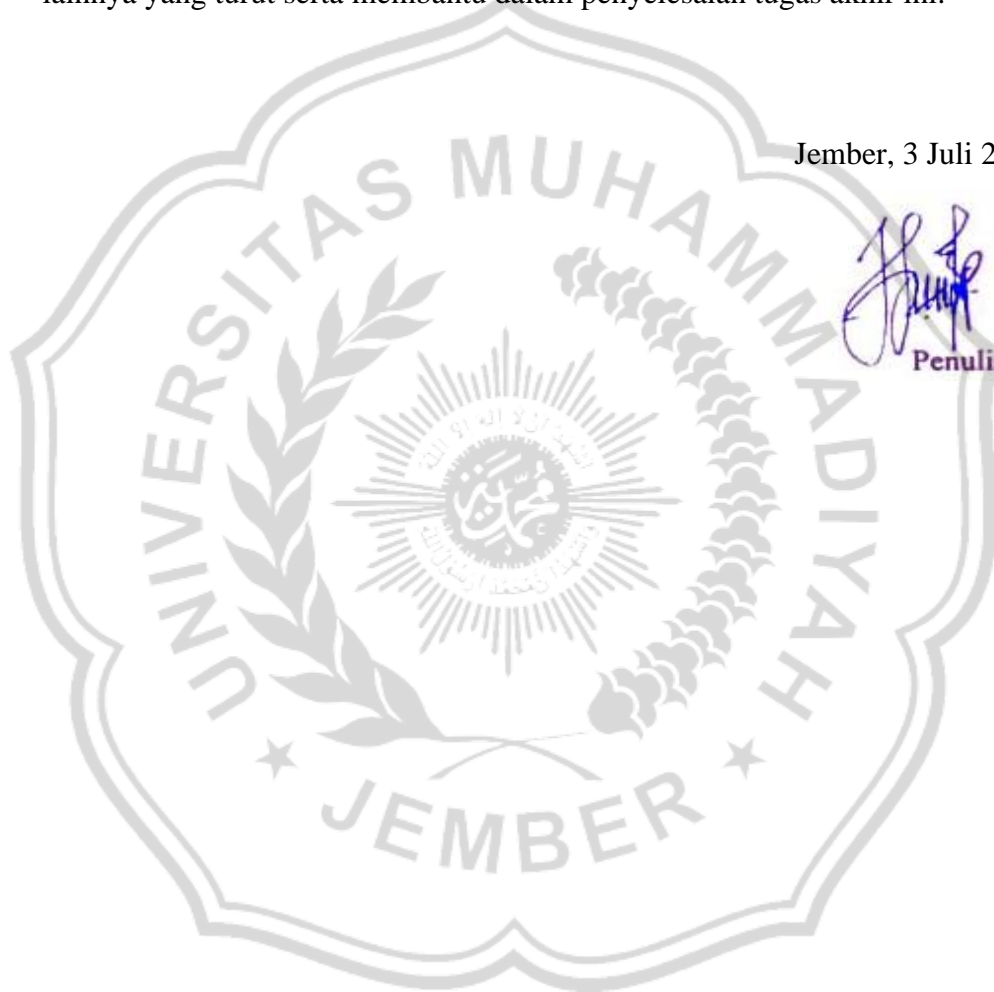 lainnya yang turut serta membantu dalam penyelesaian tugas akhir ini.
Jember, 3 Juli 2
Penuli
UNIVERSITAS MUHAMMADIYAH
JEMBER